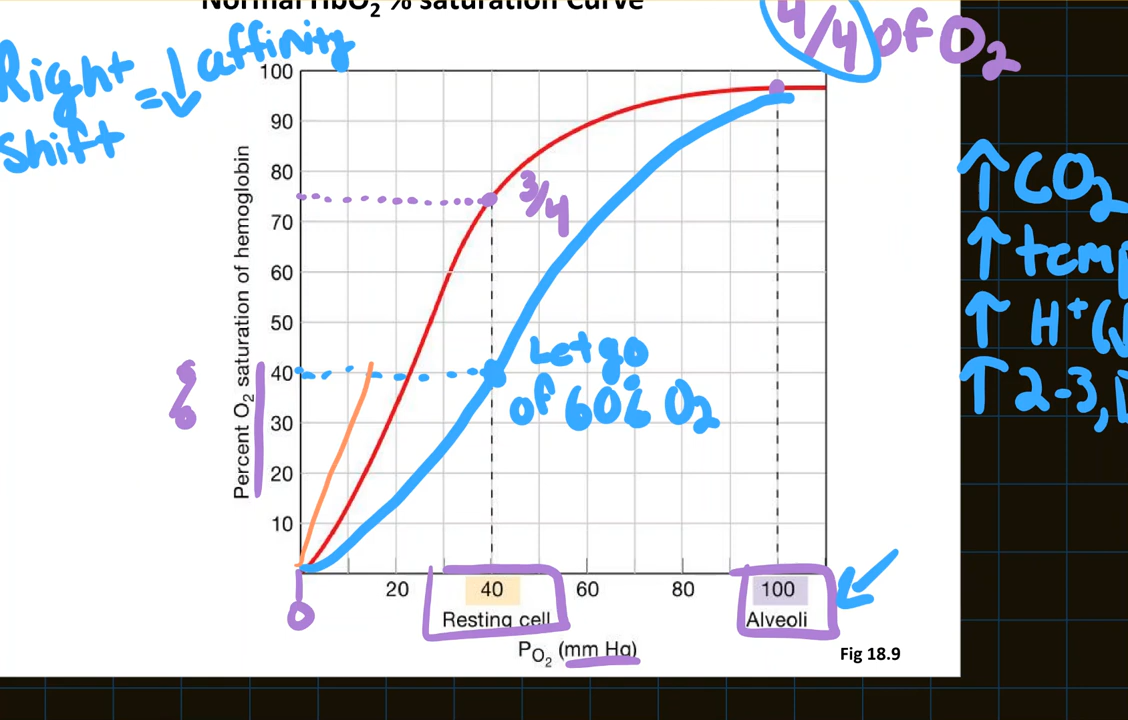 Normal HbO2 % saturation Curve
4/4 of O2
Right = ↓ affinity
shift
100
90
80
70
60
50
40
30
20
10
Percent O2 saturation of hemoglobin
3/4
Let go
of 60% O2
↑ CO2
↑ temp
↑ H+ (↓
↑ 2-3,
0
20
40
60
80
100
Resting cell
Alveoli
PO2 (mm Hg)
Fig 18.9